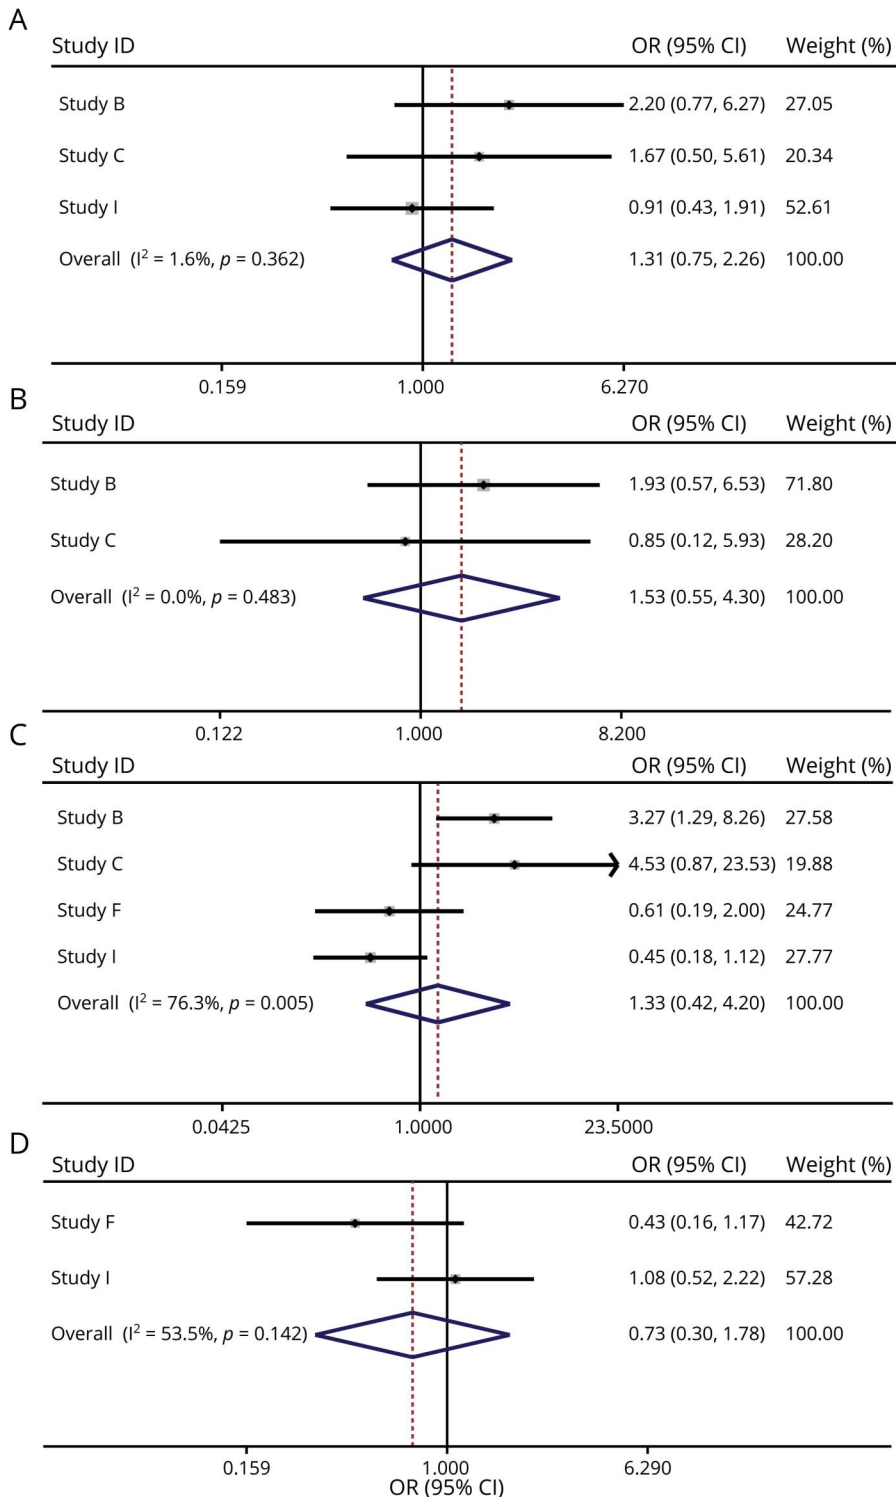 A
Study ID OR (95% CI) Weight (%)
Study B 2.20 (0.77, 6.27) 27.05
Study C 1.67 (0.50, 5.61) 20.34
Study I 0.91 (0.43, 1.91) 52.61
Overall (I² = 1.6%, p = 0.362) 1.31 (0.75, 2.26) 100.00
0.159 1.000 6.270
B
Study ID OR (95% CI) Weight (%)
Study B 1.93 (0.57, 6.53) 71.80
Study C 0.85 (0.12, 5.93) 28.20
Overall (I² = 0.0%, p = 0.483) 1.53 (0.55, 4.30) 100.00
0.122 1.000 8.200
C
Study ID OR (95% CI) Weight (%)
Study B 3.27 (1.29, 8.26) 27.58
Study C 4.53 (0.87, 23.53) 19.88
Study F 0.61 (0.19, 2.00) 24.77
Study I 0.45 (0.18, 1.12) 27.77
Overall (I² = 76.3%, p = 0.005) 1.33 (0.42, 4.20) 100.00
0.0425 1.0000 23.5000
D
Study ID OR (95% CI) Weight (%)
Study F 0.43 (0.16, 1.17) 42.72
Study I 1.08 (0.52, 2.22) 57.28
Overall (I² = 53.5%, p = 0.142) 0.73 (0.30, 1.78) 100.00
0.159 1.000 6.290
OR (95% CI)